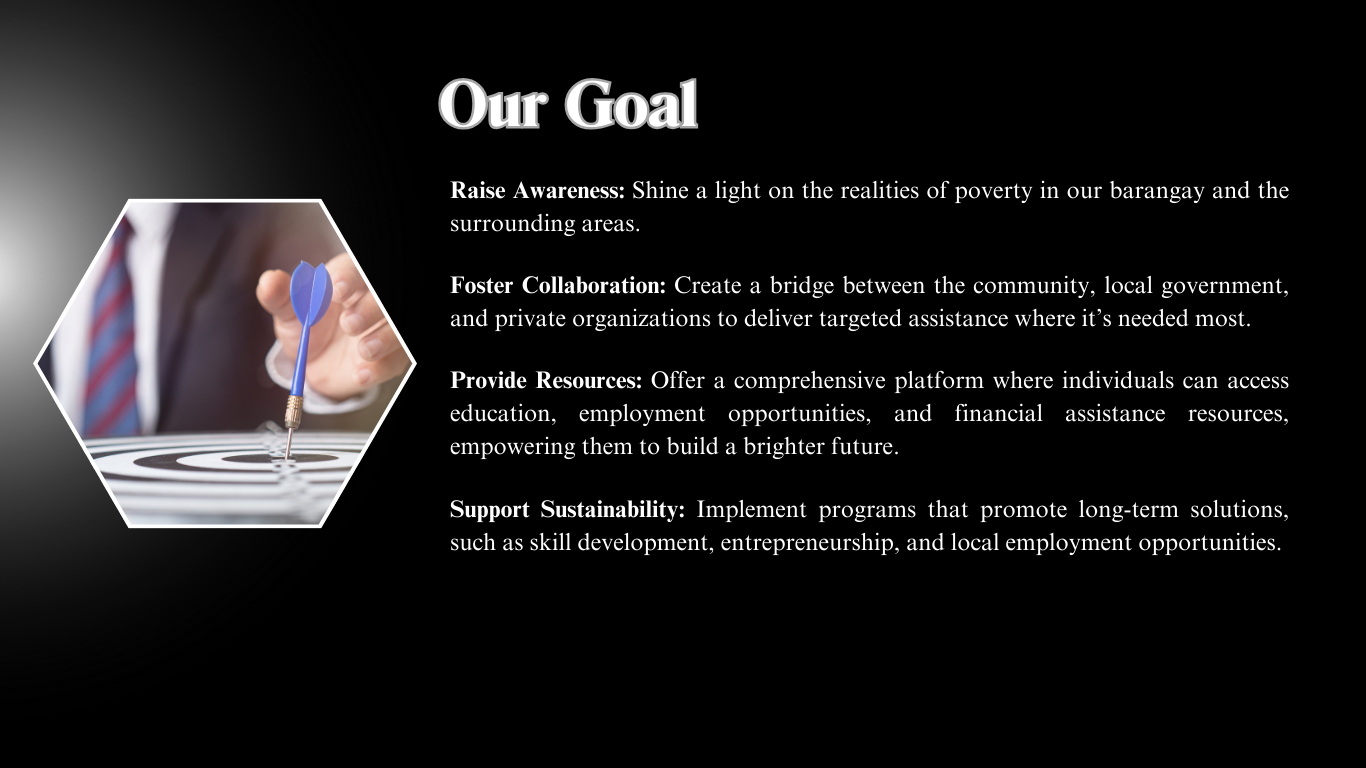 Our Goal
Raise Awareness: Shine a light on the realities of poverty in our barangay and the
surrounding areas.
Foster Collaboration: Create a bridge between the community, local government,
and private organizations to deliver targeted assistance where it’s needed most.
Provide Resources: Offer a comprehensive platform where individuals can access
education, employment opportunities, and financial assistance resources,
empowering them to build a brighter future.
Support Sustainability: Implement programs that promote long-term solutions,
such as skill development, entrepreneurship, and local employment opportunities.